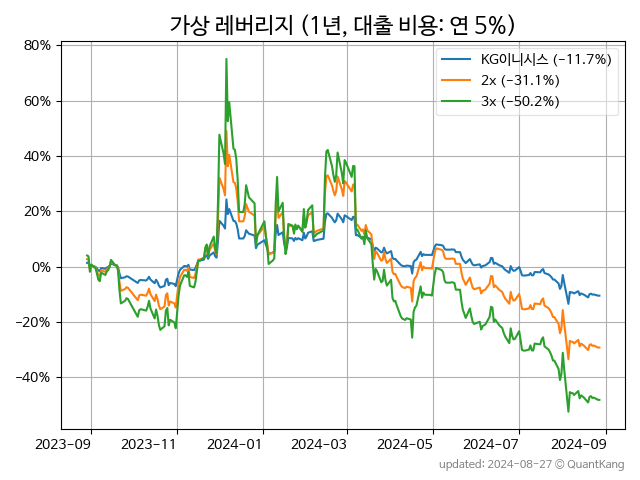 가상 레버리지 (1년, 대출 비용: 연 5%)
KG이니시스 (-11.7%)
2x (-31.1%)
3x (-50.2%)
80%
60%
40%
20%
0%
−20%
−40%
2023-09 2023-11 2024-01 2024-03 2024-05 2024-07 2024-09
updated: 2024-08-27 © QuantKang